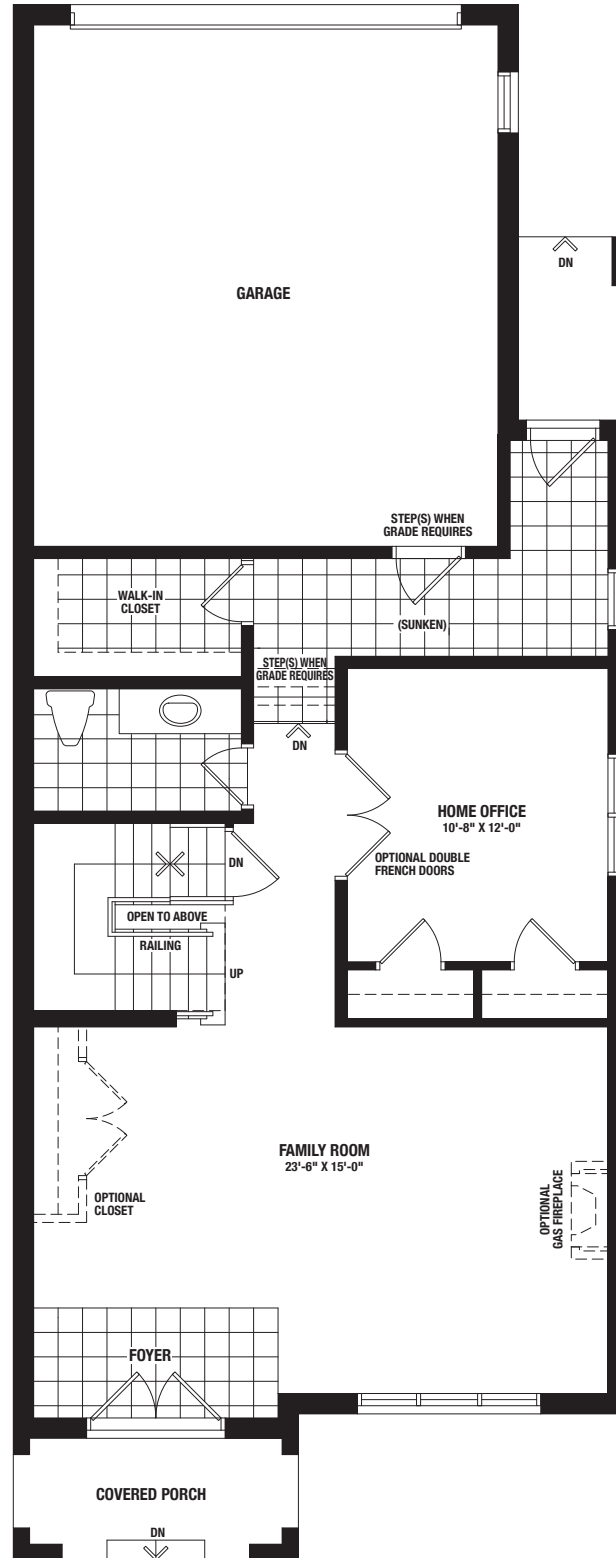 DN
GARAGE
STEP(S) WHEN
GRADE REQUIRES
WALK-IN
CLOSET
(SUNKEN)
STEP(S) WHEN
GRADE REQUIRES
DN
HOME OFFICE
10'-8" X 12'-0"
OPTIONAL DOUBLE
FRENCH DOORS
DN
OPEN TO ABOVE
RAILING
UP
FAMILY ROOM
23'-6" X 15'-0"
OPTIONAL
CLOSET
OPTIONAL
GAS FIREPLACE
FOYER
COVERED PORCH
DN